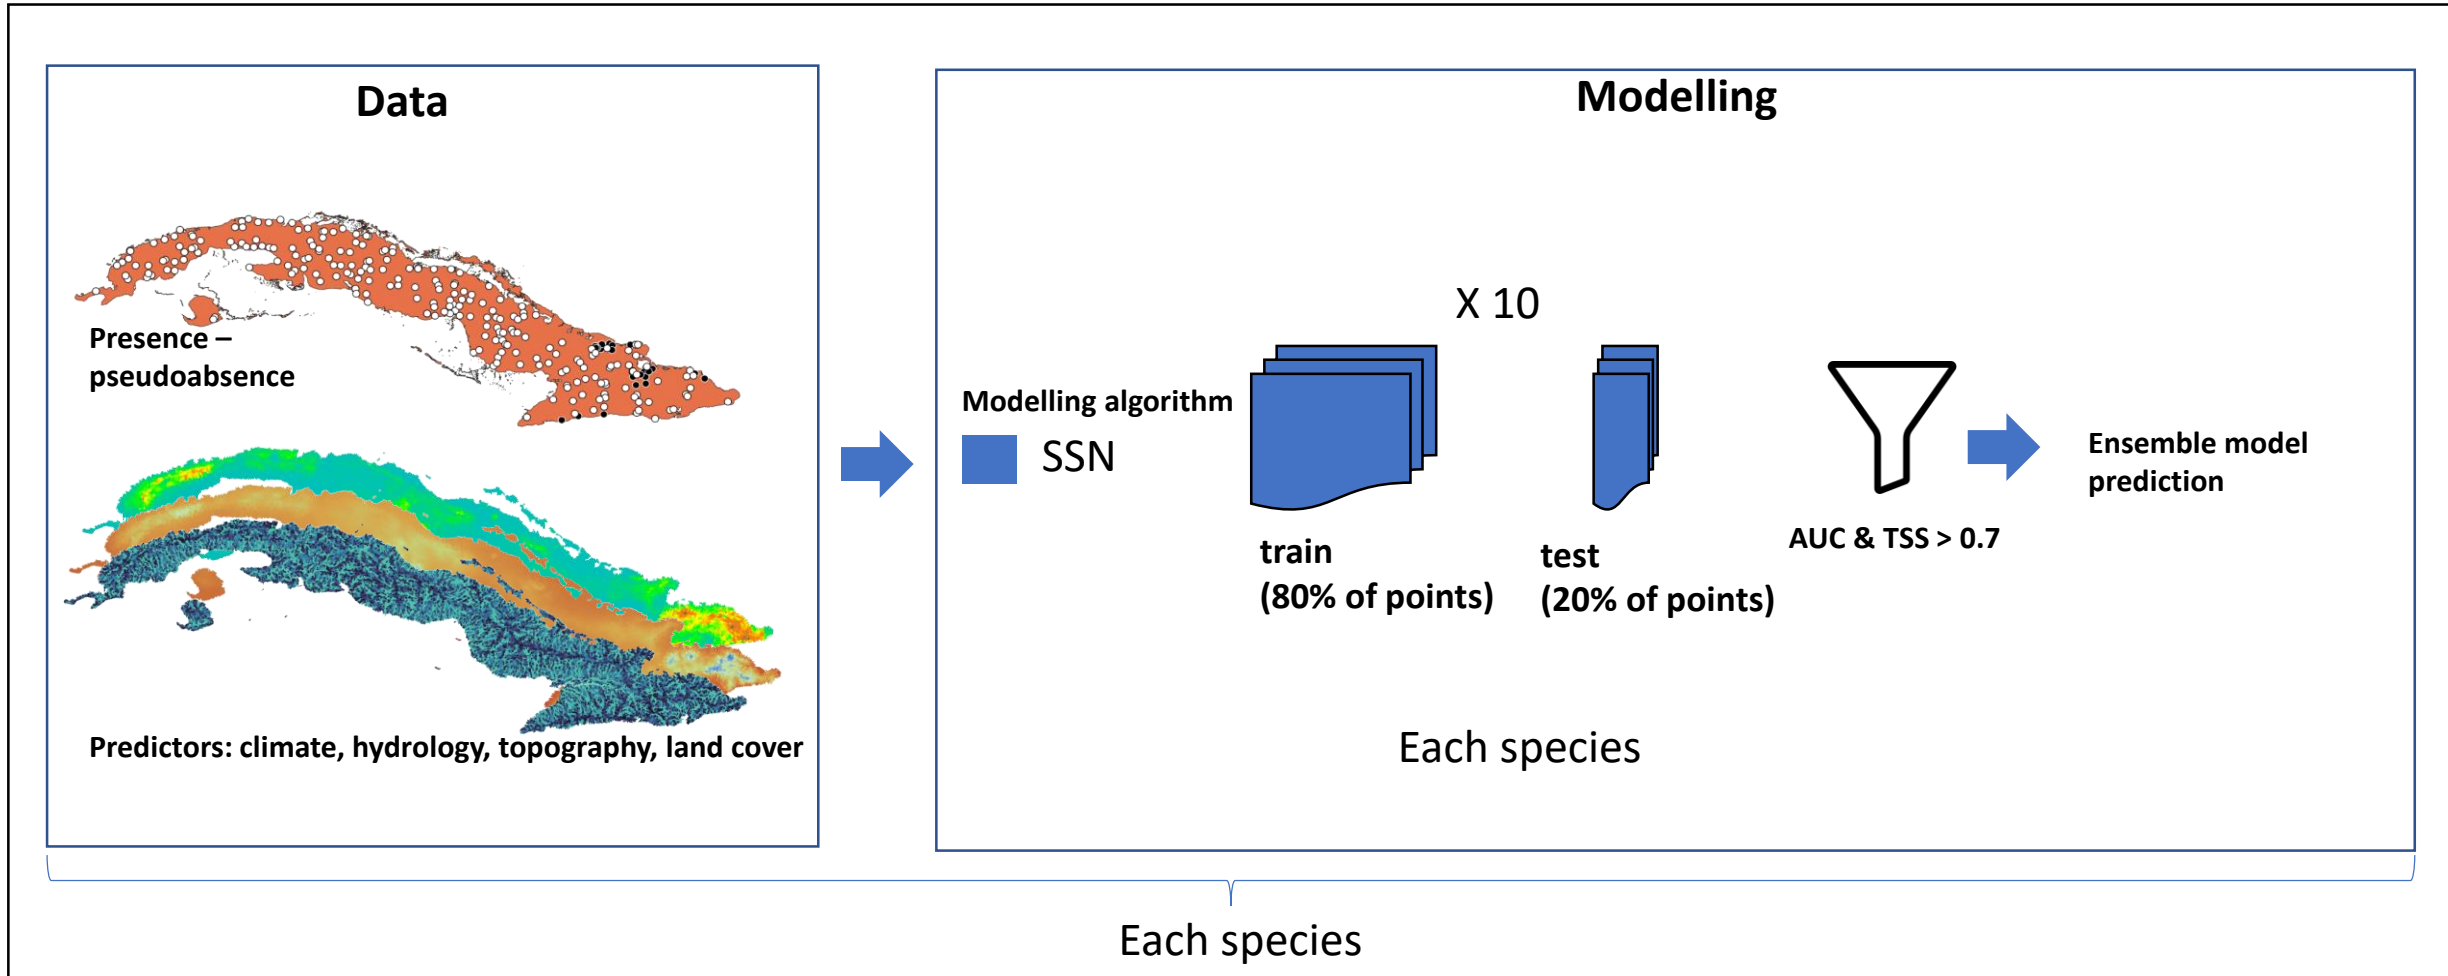 Data
Presence –
pseudoabsence
Predictors: climate, hydrology, topography, land cover
Modelling
X 10
Modelling algorithm
SSN
train
(80% of points)
test
(20% of points)
AUC & TSS > 0.7
Ensemble model
prediction
Each species
Each species